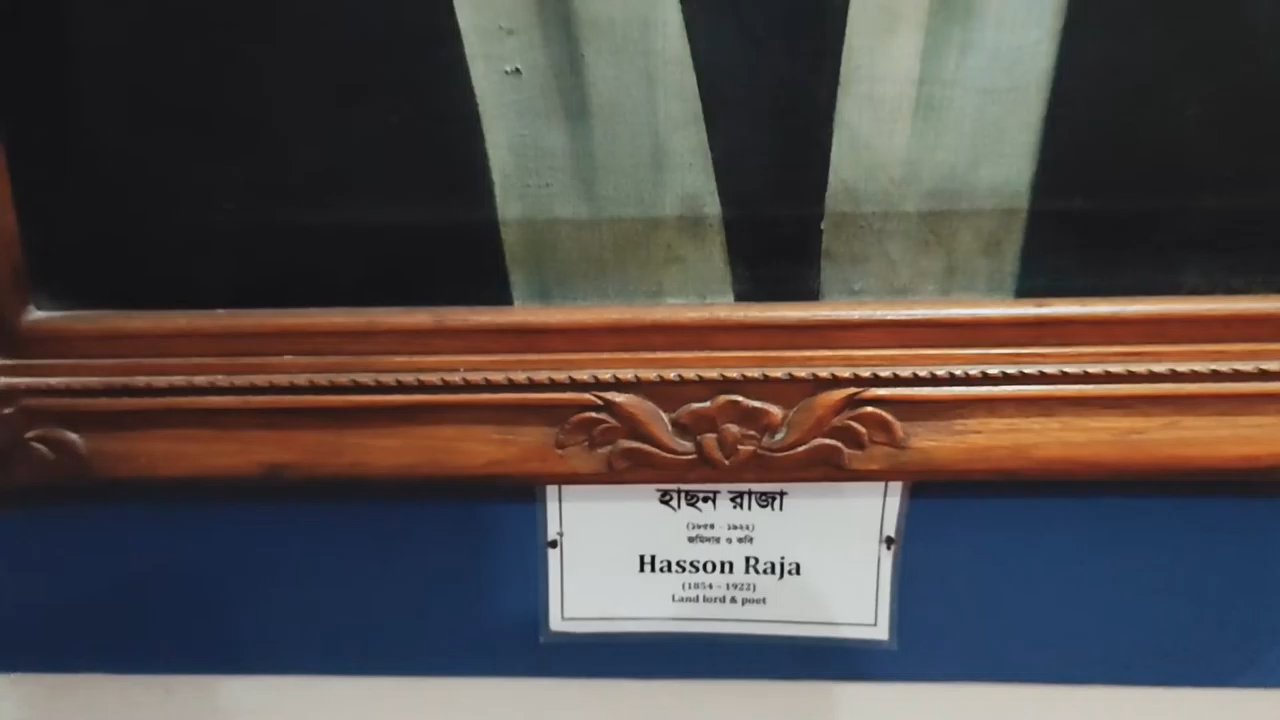 হাছন রাজা
(১৮৫৪ - ১৯২২)
জমিদার ও কবি
Hasson Raja
(1854 - 1922)
Land lord & poet